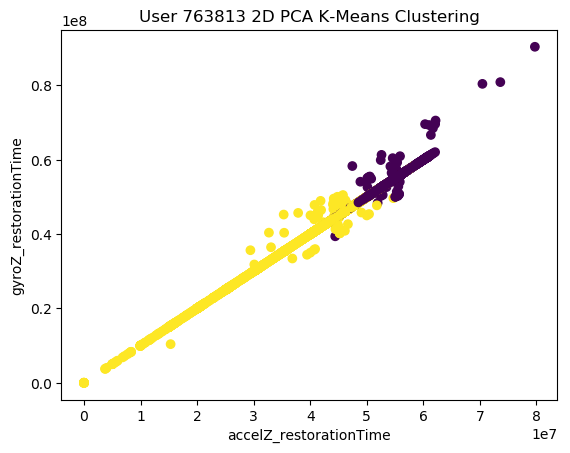 User 763813 2D PCA K-Means Clustering
1e8
0.8
0.6
0.4
0.2
0.0
gyroZ_restorationTime
0 1 2 3 4 5 6 7 8
1e7
accelZ_restorationTime